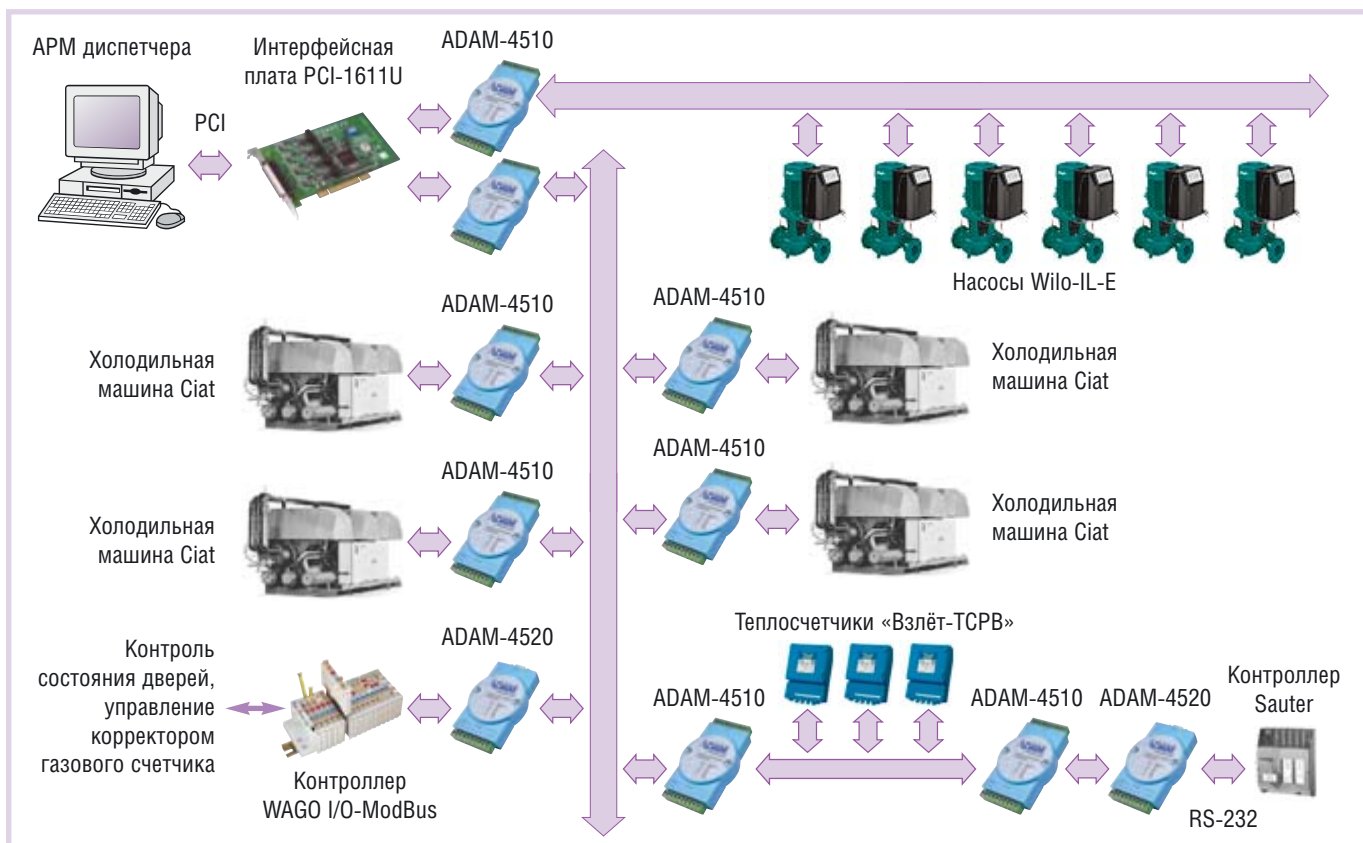 АРМ диспетчера
Интерфейсная
плата PCI-1611U
ADAM-4510
PCI
Насосы Wilo-IL-E
ADAM-4510
ADAM-4510
Холодильная
машина Ciat
Холодильная
машина Ciat
ADAM-4510
ADAM-4510
Холодильная
машина Ciat
Холодильная
машина Ciat
Контроль
состояния дверей,
управление
корректором
газового счетчика
Контроллер
WAGO I/O-ModBus
ADAM-4520
Теплосчетчики «Взлёт-ТСРВ»
ADAM-4510
ADAM-4510
ADAM-4520
Контроллер
Sauter
RS-232